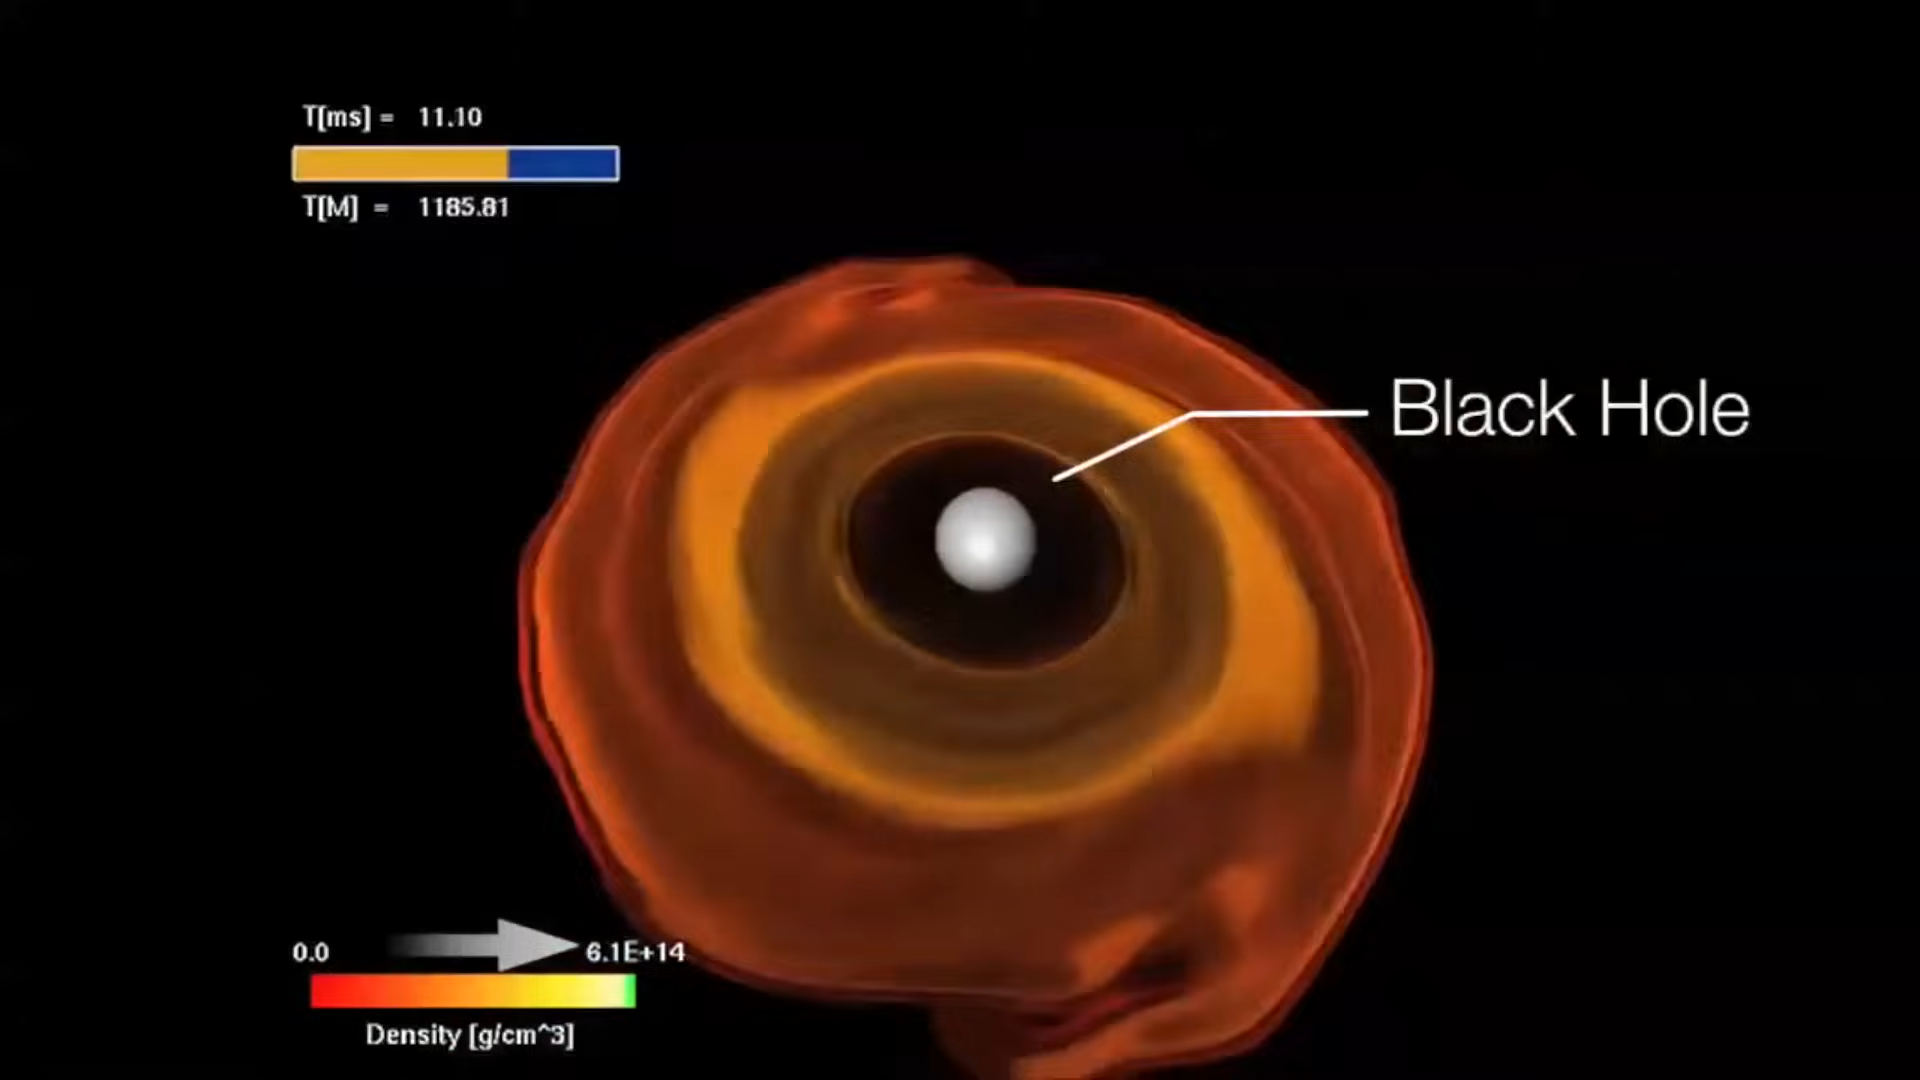 T[ms] = 11.10
T[M] = 1185.81
Black Hole
0.0 6.1E+14
Density [g/cm^3]